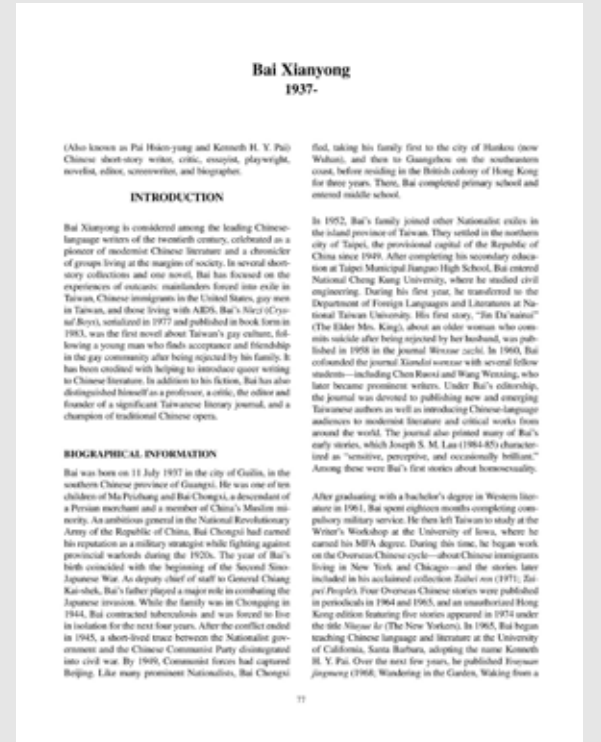 Bai Xianyong
1937-
(Also known as Pai Hsien-yung and Kenneth H. Y. Pai)
Chinese short-story writer, critic, essayist, playwright,
novelist, editor, screenwriter, and biographer.
INTRODUCTION
Bai Xianyong is considered among the leading Chinese-
language writers of the twentieth century, celebrated as a
pioneer of modernist Chinese literature and a chronicler
of groups living at the margins of society. In several short-
story collections and one novel, Bai has focused on the
experiences of outcasts: mainlanders forced into exile in
Taiwan, Chinese immigrants in the United States, gay men
in Taiwan, and those living with AIDS. Bai's Niezi (Crys-
tal Boys), serialized in 1977 and published in book form in
1983, was the first novel about Taiwan's gay culture, fol-
lowing a young man who finds acceptance and friendship
in the gay community after being rejected by his family. It
has been credited with helping to introduce queer writing
to Chinese literature. In addition to his fiction, Bai has also
distinguished himself as a professor, a critic, the editor and
founder of a significant Taiwanese literary journal, and a
champion of traditional Chinese opera.
BIOGRAPHICAL INFORMATION
Bai was born on 11 July 1937 in the city of Guilin, in the
southern Chinese province of Guangxi. He was one of ten
children of Ma Peizhang and Bai Chongxi, a descendant of
a Persian merchant and a member of China's Muslim mi-
nority. An ambitious general in the National Revolutionary
Army of the Republic of China, Bai Chongxi had earned
his reputation as a military strategist while fighting against
provincial warlords during the 1920s. The year of Bai's
birth coincided with the beginning of the Second Sino-
Japanese War. As deputy chief of staff to General Chiang
Kai-shek, Bai's father played a major role in combating the
Japanese invasion. While the family was in Chongqing in
1944, Bai contracted tuberculosis and was forced to live
in isolation for the next four years. After the conflict ended
in 1945, a short-lived truce between the Nationalist gov-
ernment and the Chinese Communist Party disintegrated
into civil war. By 1949, Communist forces had captured
Beijing. Like many prominent Nationalists, Bai Chongxi
fled, taking his family first to the city of Hankou (now
Wuhan), and then to Guangzhou on the southeastern
coast, before residing in the British colony of Hong Kong
for three years. There, Bai completed primary school and
entered middle school.
In 1952, Bai's family joined other Nationalist exiles in
the island province of Taiwan. They settled in the northern
city of Taipei, the provisional capital of the Republic of
China since 1949. After completing his secondary educa-
tion at Taipei Municipal Jianguo High School, Bai entered
National Cheng Kung University, where he studied civil
engineering. During his first year, he transferred to the
Department of Foreign Languages and Literatures at Na-
tional Taiwan University. His first story, "Jin Da'nainai"
(The Elder Mrs. King), about an older woman who com-
mits suicide after being rejected by her husband, was pub-
lished in 1958 in the journal Wenxue zazhi. In 1960, Bai
cofounded the journal Xiandai wenxue with several fellow
students—including Chen Ruoxi and Wang Wenxing, who
later became prominent writers. Under Bai's editorship,
the journal was devoted to publishing new and emerging
Taiwanese authors as well as introducing Chinese-language
audiences to modernist literature and critical works from
around the world. The journal also printed many of Bai's
early stories, which Joseph S. M. Lau (1984-85) character-
ized as "sensitive, perceptive, and occasionally brilliant."
Among these were Bai's first stories about homosexuality.
After graduating with a bachelor's degree in Western liter-
ature in 1961, Bai spent eighteen months completing com-
pulsory military service. He then left Taiwan to study at the
Writer's Workshop at the University of Iowa, where he
earned his MFA degree. During this time, he began work
on the Overseas Chinese cycle—about Chinese immigrants
living in New York and Chicago—and the stories later
included in his acclaimed collection Taibei ren (1971; Tai-
pei People). Four Overseas Chinese stories were published
in periodicals in 1964 and 1965, and an unauthorized Hong
Kong edition featuring five stories appeared in 1974 under
the title Niuyue ke (The New Yorkers). In 1965, Bai began
teaching Chinese language and literature at the University
of California, Santa Barbara, adopting the name Kenneth
H. Y. Pai. Over the next few years, he published Youyuan
jingmeng (1968; Wandering in the Garden, Waking from a
77